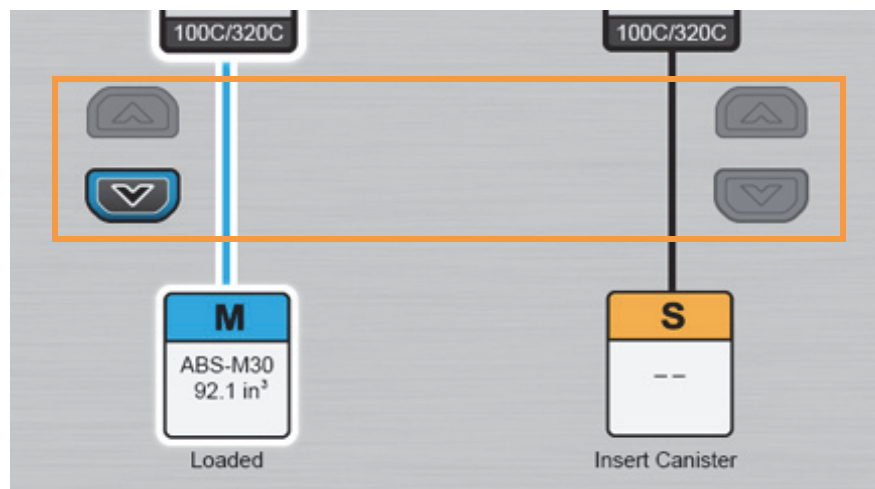 100C/320C
100C/320C
M
ABS-M30
92.1 in³
Loaded
S
--
Insert Canister